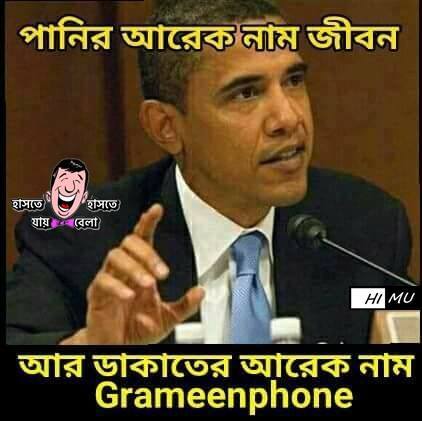 পানির আরেক নাম জীবন
হাসতে হাসতে
যায় বেলা
HI MU
আর ডাকাতের আরেক নাম
Grameenphone